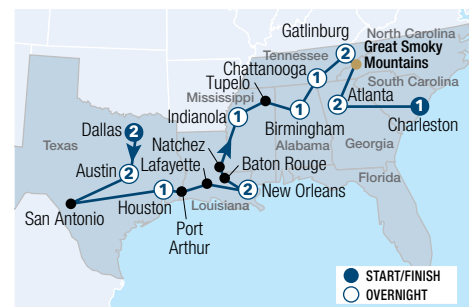 Gatlinburg
North Carolina
2
Great Smoky
Mountains
Tennessee
Chattanooga
1
Tupelo
South Carolina
Mississippi
Indianola
1
1
2
Atlanta
1
Charleston
Dallas
2
Birmingham
Alabama
Georgia
Natchez
Texas
Lafayette
Baton Rouge
Austin
2
Florida
1
2
New Orleans
Houston
Louisiana
San Antonio
Port
Arthur
START/FINISH
OVERNIGHT